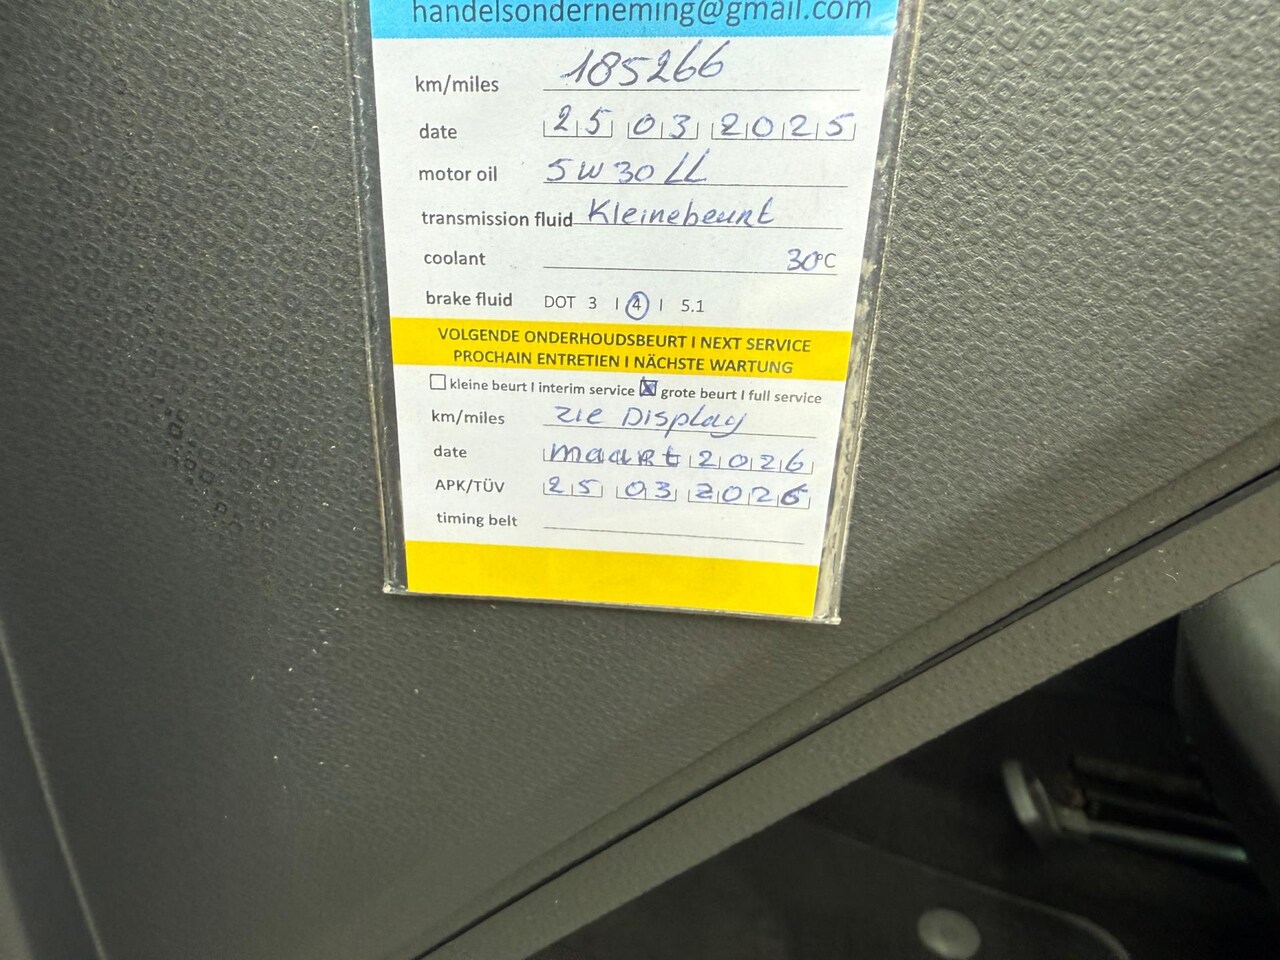 handelsonderneming@gmail.com
km/miles 185266
date 25 03 2025
motor oil 5W30 LL
transmission fluid Kleinebeurt
coolant 30°C
brake fluid DOT 3 | 4 | 5.1
VOLGENDE ONDERHOUDSBEURT I NEXT SERVICE
PROCHAIN ENTRETIEN I NÄCHSTE WARTUNG
kleine beurt I interim service grote beurt I full service
km/miles zie Display
date maart 2026
APK/TÜV 25 03 2026
timing belt